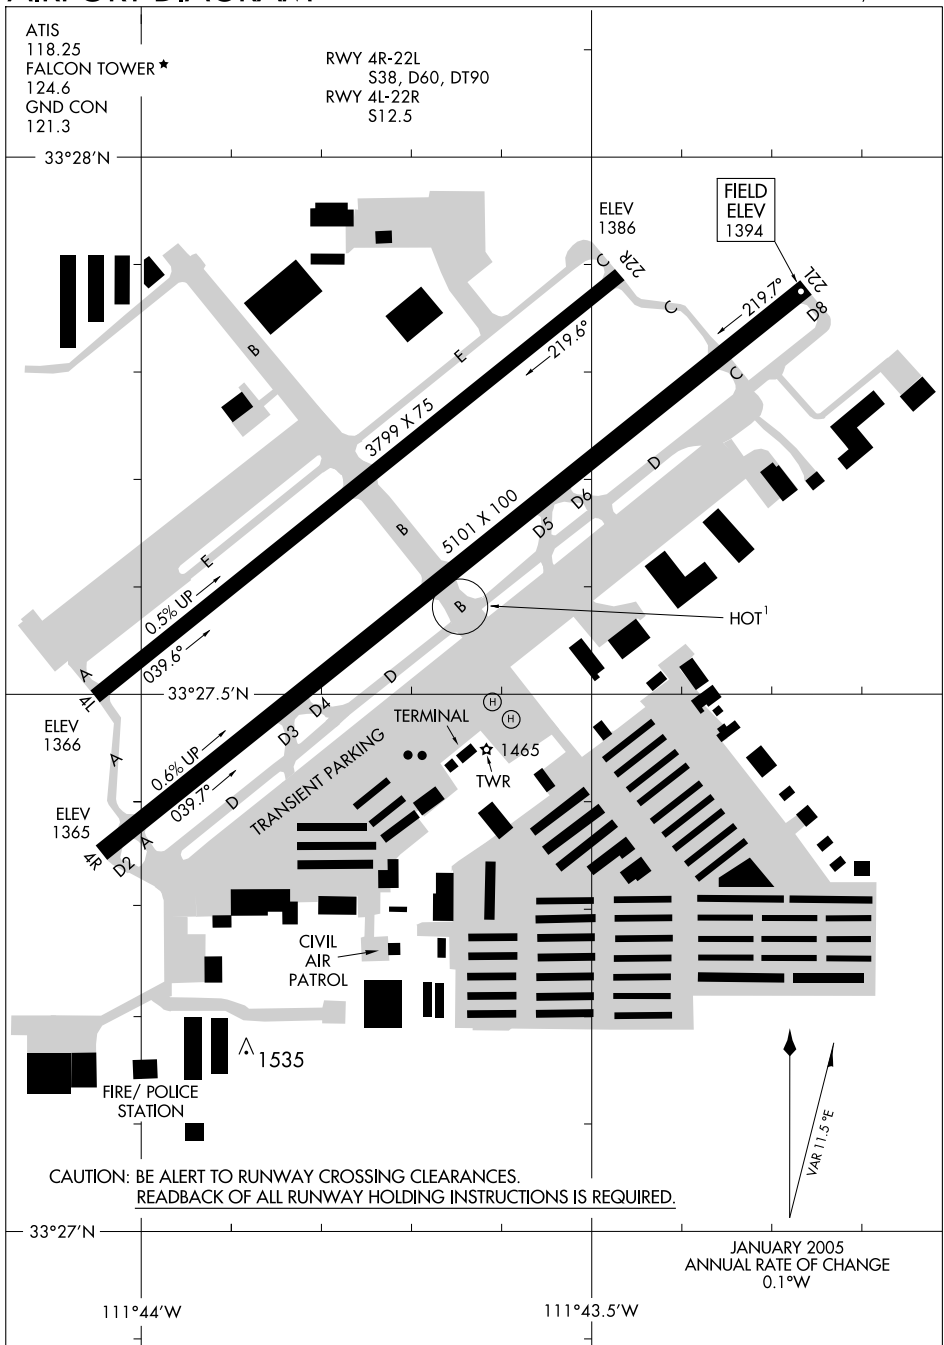 AIRPORT DIAGRAM
ATIS
118.25
FALCON TOWER ★
124.6
GND CON
121.3
RWY 4R-22L
S38, D60, DT90
RWY 4L-22R
S12.5
33°28'N
FIELD
ELEV
1394
ELEV
1386
C
22R
22L
219.7°
D8
C
219.6°
B
E
C
3799 X 75
D
5101 X 100
D6
D5
B
E
0.5% UP
B
HOT¹
039.6°
A
4L
33°27.5'N
D
H
H
D4
D3
TERMINAL
1465
TWR
ELEV
1366
A
0.6% UP
039.7°
D
TRANSIENT PARKING
ELEV
1365
4R
D2
A
CIVIL
AIR
PATROL
1535
FIRE/ POLICE
STATION
VAR 11.5 °E
CAUTION: BE ALERT TO RUNWAY CROSSING CLEARANCES.
READBACK OF ALL RUNWAY HOLDING INSTRUCTIONS IS REQUIRED.
33°27'N
JANUARY 2005
ANNUAL RATE OF CHANGE
0.1°W
111°44'W
111°43.5'W